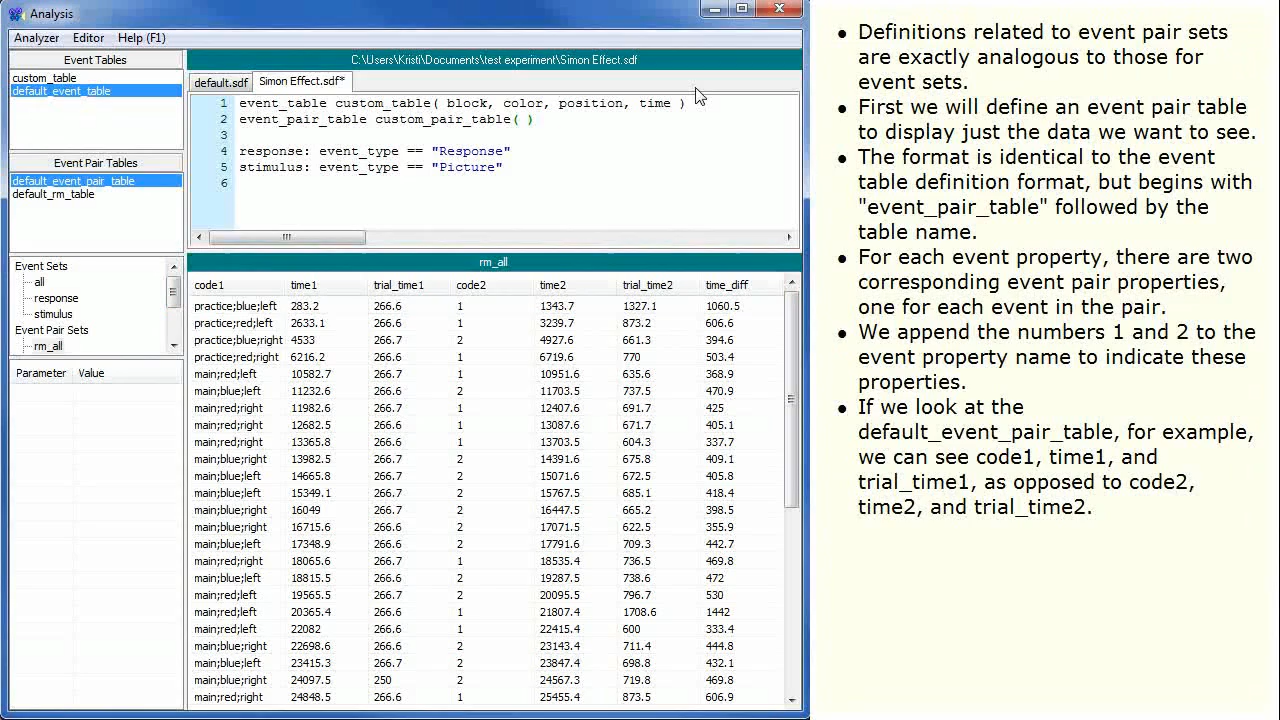 Analysis
Analyzer Editor Help (F1)
Event Tables
custom_table
default_event_table
Event Pair Tables
default_event_pair_table
default_rm_table
Event Sets
all
response
stimulus
Event Pair Sets
rm_all
Parameter Value
C:\Users\Kristi\Documents\test experiment\Simon Effect.sdf
default.sdf Simon Effect.sdf*
1 event_table custom_table( block, color, position, time )
2 event_pair_table custom_pair_table( )
3
4 response: event_type == "Response"
5 stimulus: event_type == "Picture"
6
rm_all
code1 time1 trial_time1 code2 time2 trial_time2 time_diff
practice;blue;left 283.2 266.6 1 1343.7 1327.1 1060.5
practice;red;left 2633.1 266.6 1 3239.7 873.2 606.6
practice;blue;right 4533 266.7 2 4927.6 661.3 394.6
practice;red;right 6216.2 266.6 1 6719.6 770 503.4
main;red;left 10582.7 266.7 1 10951.6 635.6 368.9
main;blue;left 11232.6 266.6 2 11703.5 737.5 470.9
main;red;right 11982.6 266.7 1 12407.6 691.7 425
main;red;right 12682.5 266.6 1 13087.6 671.7 405.1
main;red;right 13365.8 266.6 1 13703.5 604.3 337.7
main;blue;right 13982.5 266.7 2 14391.6 675.8 409.1
main;blue;left 14665.8 266.7 2 15071.6 672.5 405.8
main;blue;left 15349.1 266.7 2 15767.5 685.1 418.4
main;blue;right 16049 266.7 2 16447.5 665.2 398.5
main;blue;right 16715.6 266.6 2 17071.5 622.5 355.9
main;blue;left 17348.9 266.6 2 17791.6 709.3 442.7
main;red;right 18065.6 266.7 1 18535.4 736.5 469.8
main;blue;left 18815.5 266.6 2 19287.5 738.6 472
main;red;left 19565.5 266.7 2 20095.5 796.7 530
main;red;left 20365.4 266.6 1 21807.4 1708.6 1442
main;red;left 22082 266.6 1 22415.4 600 333.4
main;blue;right 22698.6 266.6 2 23143.4 711.4 444.8
main;blue;left 23415.3 266.7 2 23847.4 698.8 432.1
main;blue;right 24097.5 250 2 24567.3 719.8 469.8
main;red;right 24848.5 266.6 1 25455.4 873.5 606.9
• Definitions related to event pair sets
are exactly analogous to those for
event sets.
• First we will define an event pair table
to display just the data we want to see.
• The format is identical to the event
table definition format, but begins with
"event_pair_table" followed by the
table name.
• For each event property, there are two
corresponding event pair properties,
one for each event in the pair.
• We append the numbers 1 and 2 to the
event property name to indicate these
properties.
• If we look at the
default_event_pair_table, for example,
we can see code1, time1, and
trial_time1, as opposed to code2,
time2, and trial_time2.